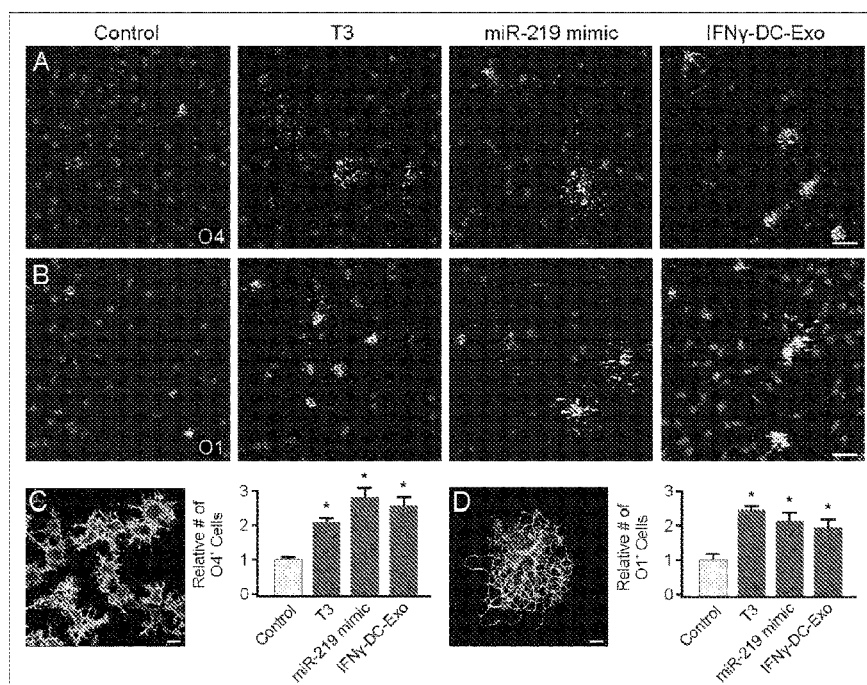 Control T3 miR-219 mimic IFNγ-DC-Exo
A
O4
B
O1
C
Relative # of
O4+ Cells
3
2
1
0
* * *
Control T3 miR-219 mimic IFNγ-DC-Exo
D
Relative # of
O1+ Cells
3
2
1
0
* * *
Control T3 miR-219 mimic IFNγ-DC-Exo